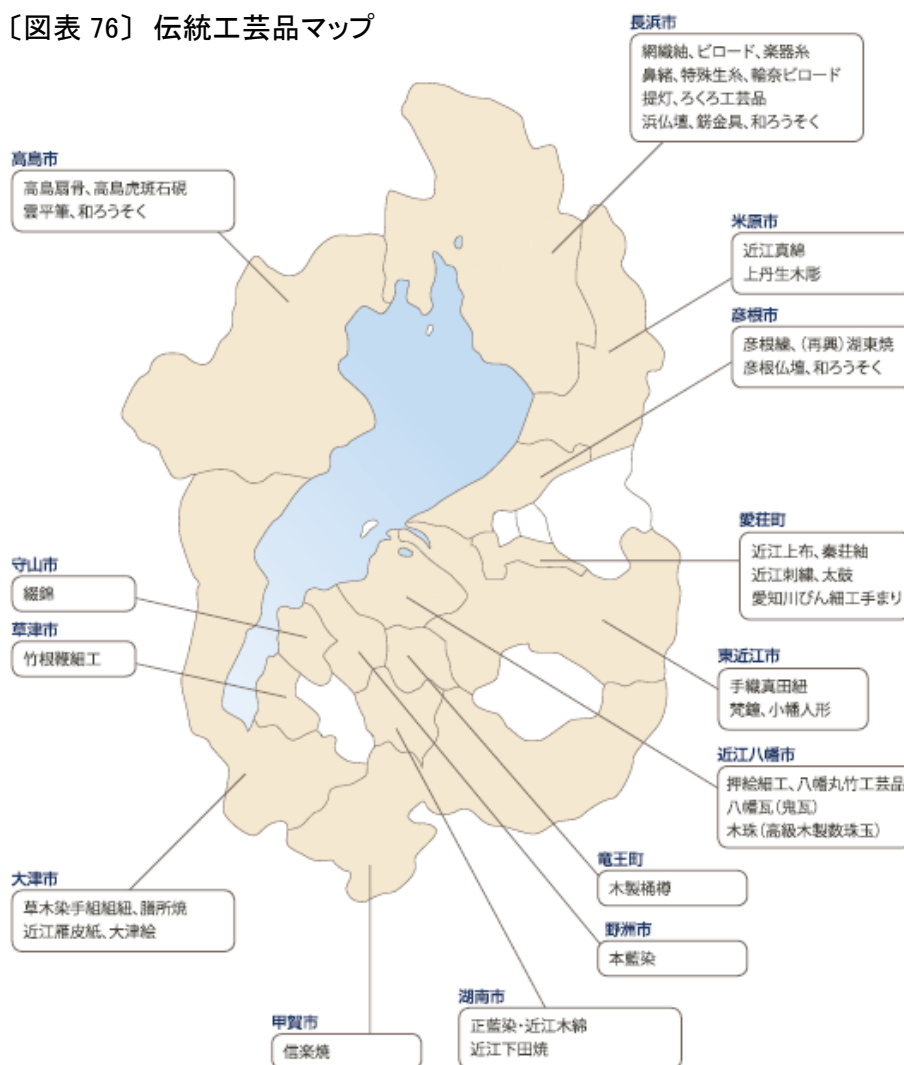 〔図表 76〕 伝統工芸品マップ
長浜市
網織紬、ビロード、楽器糸
鼻緒、特殊生糸、輪奈ビロード
提灯、ろくろ工芸品
浜仏壇、錺金具、和ろうそく
高島市
高島扇骨、高島虎斑石硯
雲平筆、和ろうそく
米原市
近江真綿
上丹生木彫
彦根市
彦根繍、(再興)湖東焼
彦根仏壇、和ろうそく
愛荘町
近江上布、秦荘紬
近江刺繍、太鼓
愛知川びん細工手まり
守山市
綴錦
草津市
竹根鞭細工
東近江市
手織真田紐
梵鐘、小幡人形
近江八幡市
押絵細工、八幡丸竹工芸品
八幡瓦(鬼瓦)
木珠(高級木製数珠玉)
竜王町
木製桶樽
大津市
草木染手組組紐、膳所焼
近江雁皮紙、大津絵
野洲市
本藍染
湖南市
正藍染・近江木綿
近江下田焼
甲賀市
信楽焼